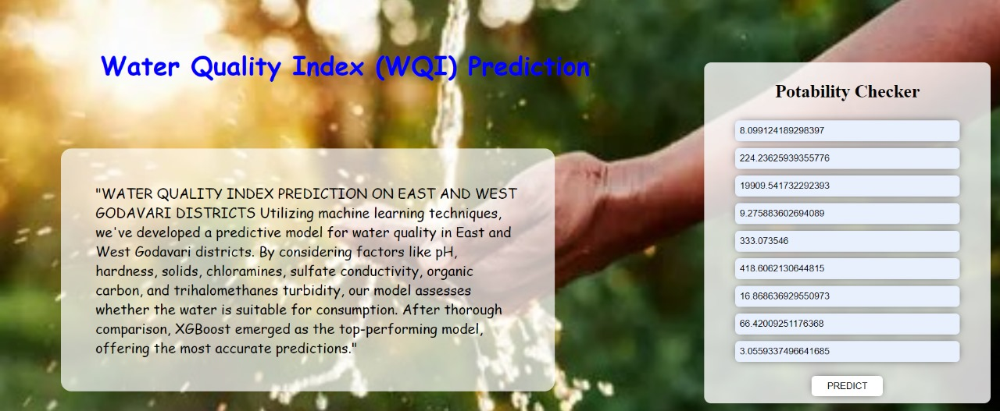 Water Quality Index (WQI) Prediction
"WATER QUALITY INDEX PREDICTION ON EAST AND WEST
GODAVARI DISTRICTS Utilizing machine learning techniques,
we've developed a predictive model for water quality in East and
West Godavari districts. By considering factors like pH,
hardness, solids, chloramines, sulfate conductivity, organic
carbon, and trihalomethanes turbidity, our model assesses
whether the water is suitable for consumption. After thorough
comparison, XGBoost emerged as the top-performing model,
offering the most accurate predictions."
Potability Checker
8.099124189298397
224.23625939355776
19909.541732292393
9.275883602694089
333.073546
418.6062130644815
16.868636929550973
66.42009251176368
3.0559337496641685
PREDICT